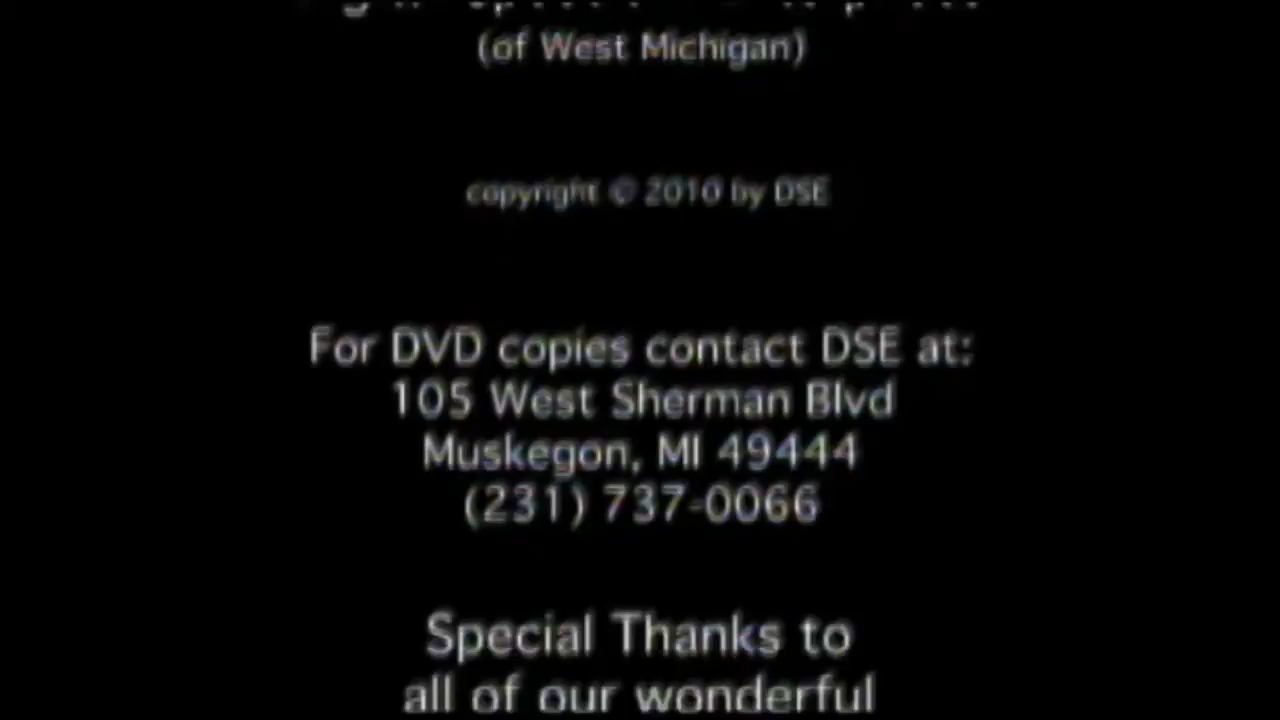 (of West Michigan)
copyright © 2010 by DSE
For DVD copies contact DSE at:
105 West Sherman Blvd
Muskegon, MI 49444
(231) 737-0066
Special Thanks to
all of our wonderful